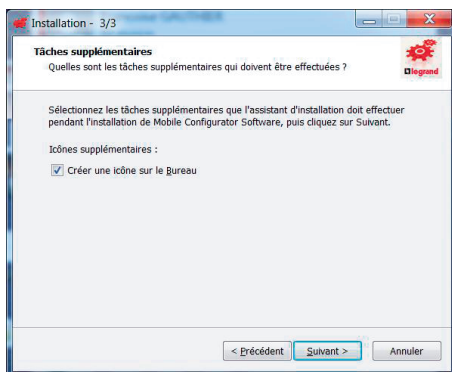 Installation - 3/3
Tâches supplémentaires
Quelles sont les tâches supplémentaires qui doivent être effectuées ?
legrand
Sélectionnez les tâches supplémentaires que l'assistant d'installation doit effectuer
pendant l'installation de Mobile Configurator Software, puis cliquez sur Suivant.
Icônes supplémentaires :
Créer une icône sur le Bureau
< Précédent
Suivant >
Annuler